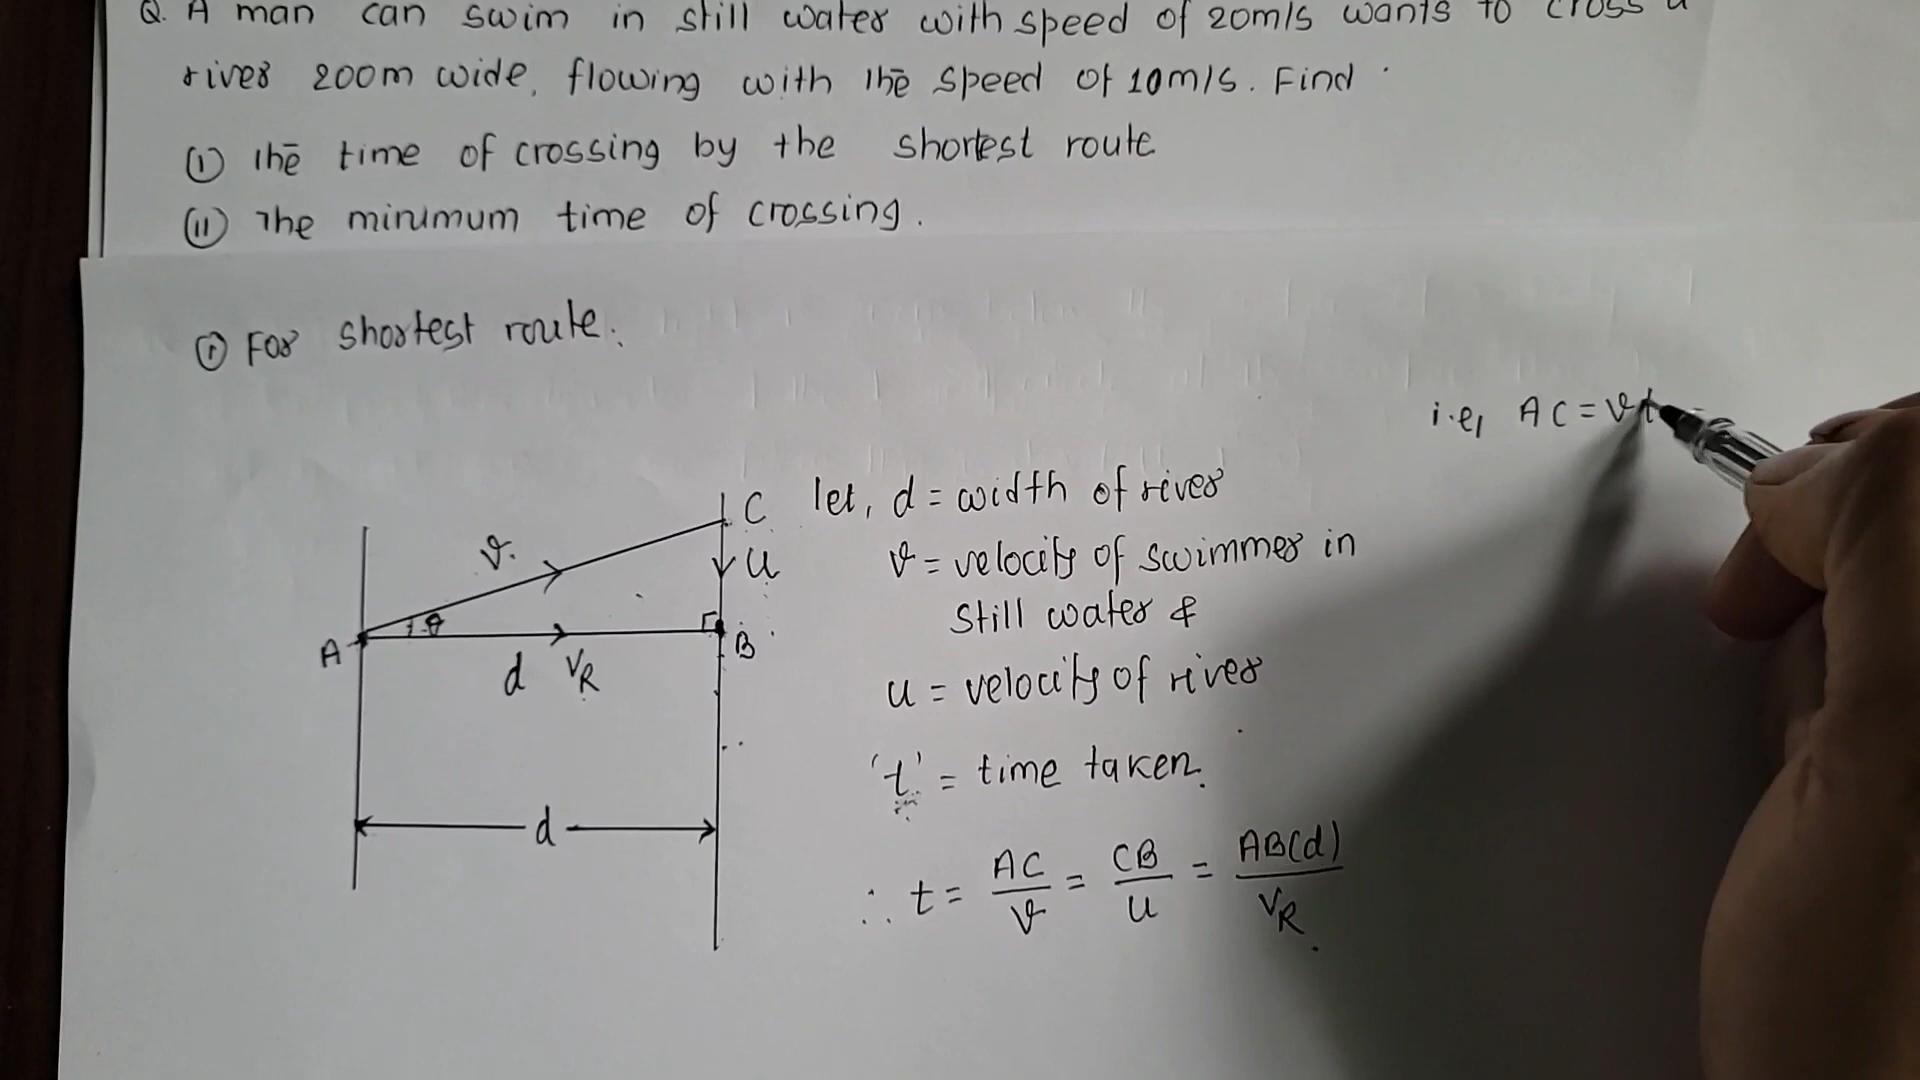 Q. A man can swim in still water with speed of 20m/s wants to cross a
river 200m wide, flowing with the speed of 10m/s. Find
(I) The time of crossing by the shortest route
(II) The minimum time of crossing.
(I) For shortest route.
i.e, AC = vt
C
let, d = width of river
v
u
v = velocity of swimmer in
still water &
θ
A
B
d
VR
u = velocity of river
't' = time taken.
d
∴ t = AC/v = CB/u = AB(d)/VR